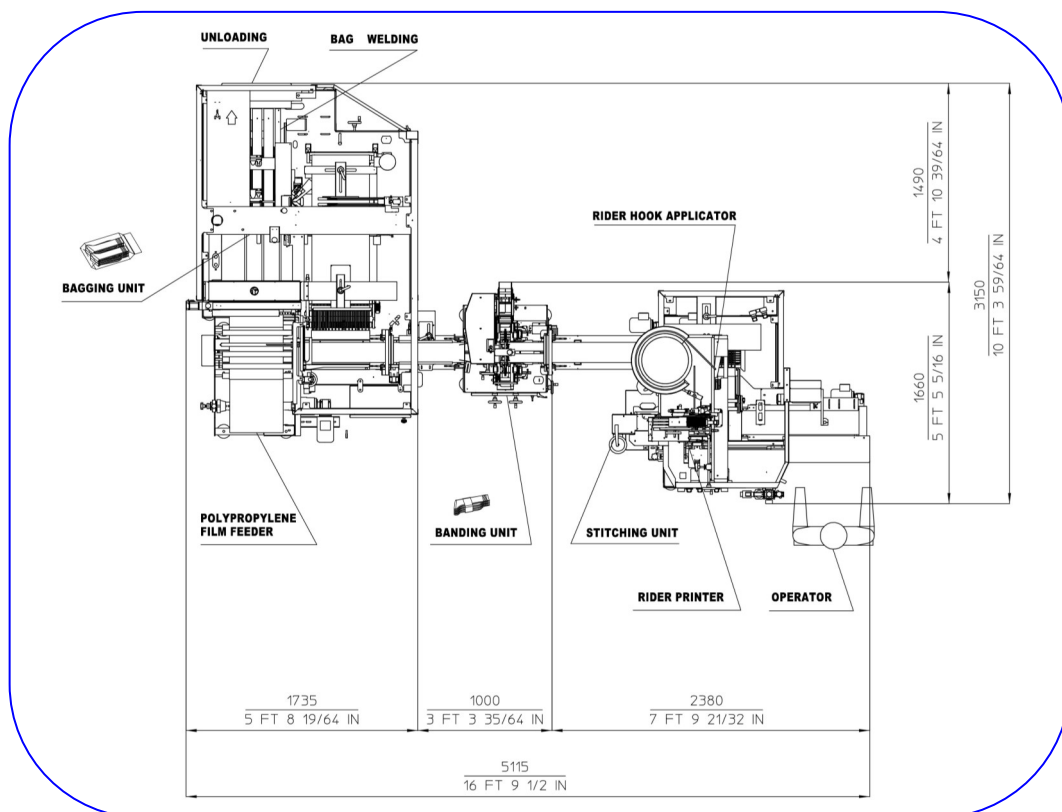 UNLOADING
BAG WELDING
1490
4 FT 10 39/64 IN
RIDER HOOK APPLICATOR
3150
10 FT 3 59/64 IN
BAGGING UNIT
1660
5 FT 5 5/16 IN
POLYPROPYLENE
FILM FEEDER
BANDING UNIT
STITCHING UNIT
RIDER PRINTER
OPERATOR
1735
5 FT 8 19/64 IN
1000
3 FT 3 35/64 IN
2380
7 FT 9 21/32 IN
5115
16 FT 9 1/2 IN